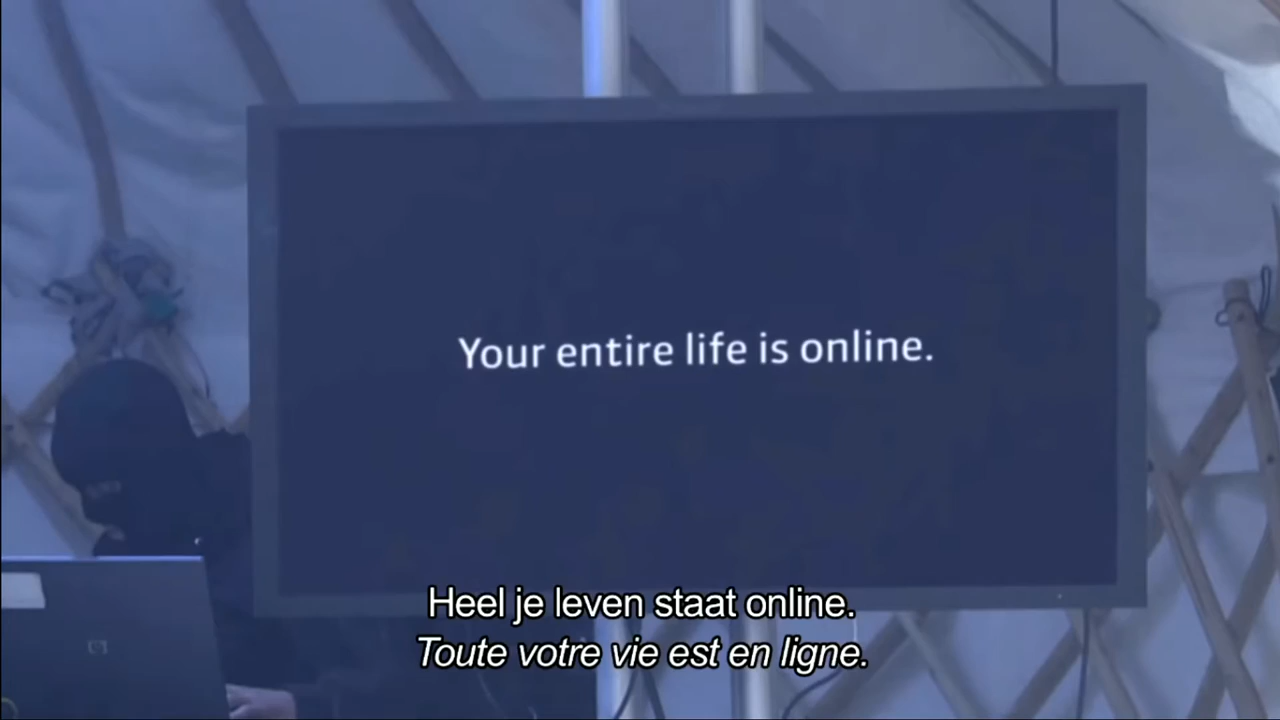 Your entire life is online.
Heel je leven staat online.
Toute votre vie est en ligne.